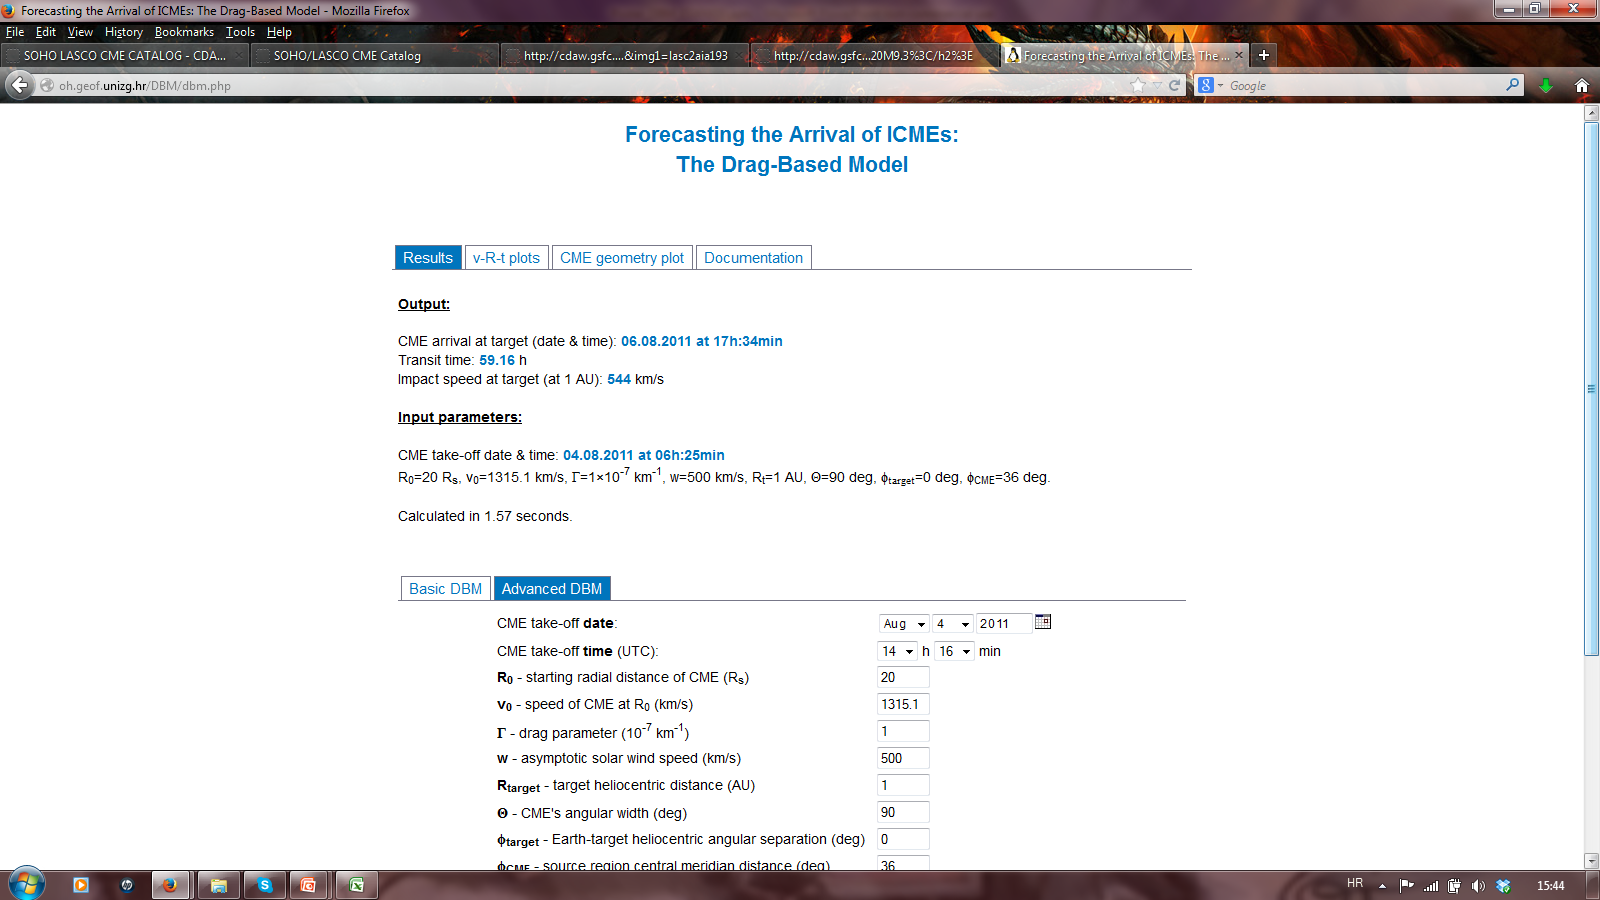 Forecasting the Arrival of ICMEs: The Drag-Based Model - Mozilla Firefox
File Edit View History Bookmarks Tools Help
SOHO LASCO CME CATALOG - CDA... SOHO/LASCO CME Catalog http://cdaw.gsfc....&img1=lasc2aia193 http://cdaw.gsfc...20M9.3%3C/h2%3E Forecasting the Arrival of ICMEs: The ...
oh.geof.unizg.hr/DBM/dbm.php Google
Forecasting the Arrival of ICMEs:
The Drag-Based Model
Results v-R-t plots CME geometry plot Documentation
Output:
CME arrival at target (date & time): 06.08.2011 at 17h:34min
Transit time: 59.16 h
Impact speed at target (at 1 AU): 544 km/s
Input parameters:
CME take-off date & time: 04.08.2011 at 06h:25min
R0=20 Rs, v0=1315.1 km/s, Γ=1×10-7 km-1, w=500 km/s, Rt=1 AU, Θ=90 deg, ϕtarget=0 deg, ϕCME=36 deg.
Calculated in 1.57 seconds.
Basic DBM Advanced DBM
CME take-off date: Aug 4 2011
CME take-off time (UTC): 14 h 16 min
R0 - starting radial distance of CME (Rs) 20
v0 - speed of CME at R0 (km/s) 1315.1
Γ - drag parameter (10-7 km-1) 1
w - asymptotic solar wind speed (km/s) 500
Rtarget - target heliocentric distance (AU) 1
Θ - CME's angular width (deg) 90
ϕtarget - Earth-target heliocentric angular separation (deg) 0
ϕCME - source region central meridian distance (deg) 36
HR 15:44